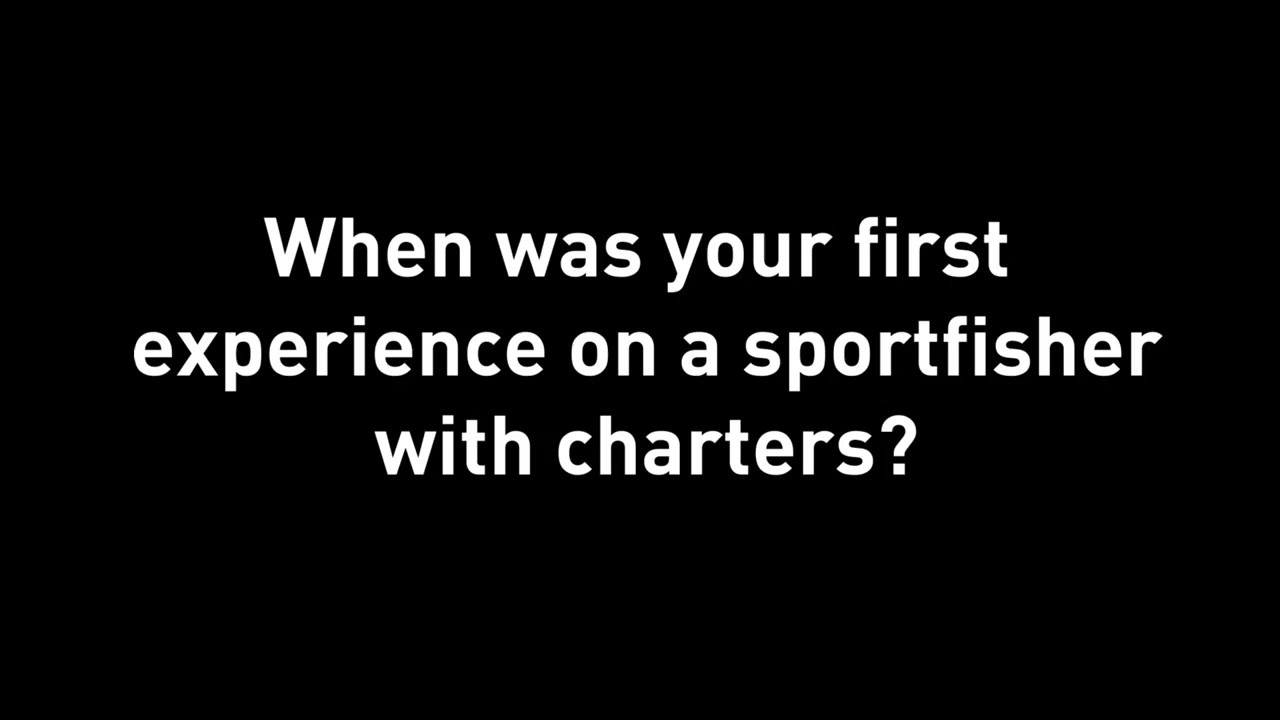 When was your first
experience on a sportfisher
with charters?